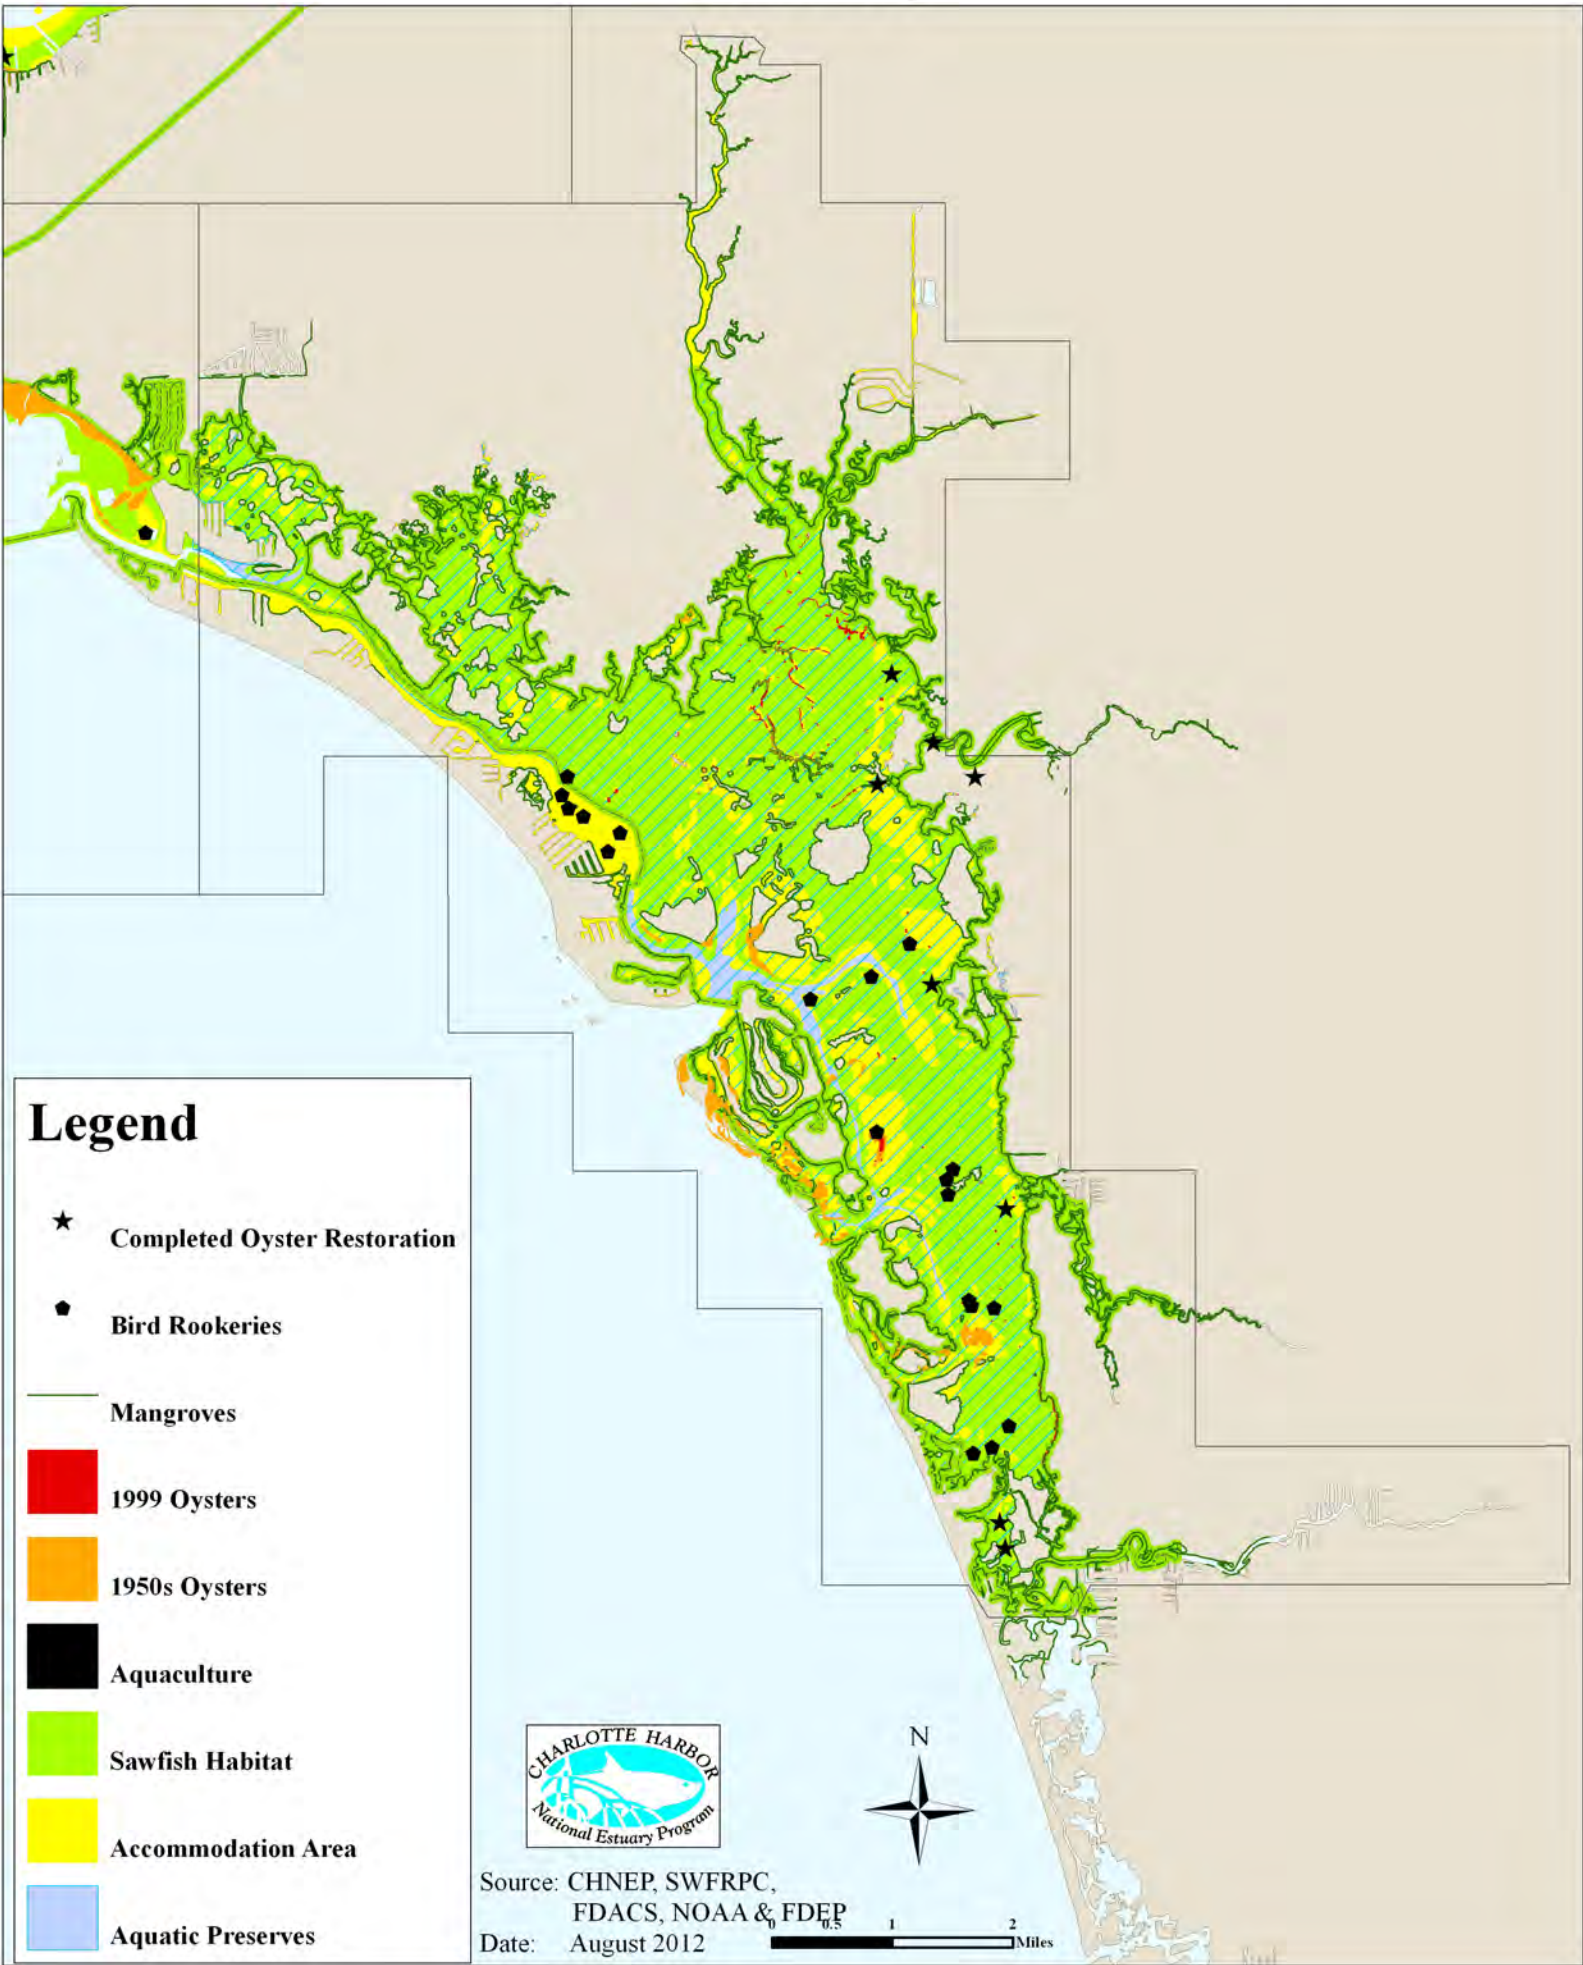 Legend
Completed Oyster Restoration
Bird Rookeries
Mangroves
1999 Oysters
1950s Oysters
Aquaculture
Sawfish Habitat
Accommodation Area
Aquatic Preserves
CHARLOTTE HARBOR
National Estuary Program
N
Source: CHNEP, SWFRPC,
FDACS, NOAA & FDEP
Date: August 2012
0 0.5 1 2
Miles